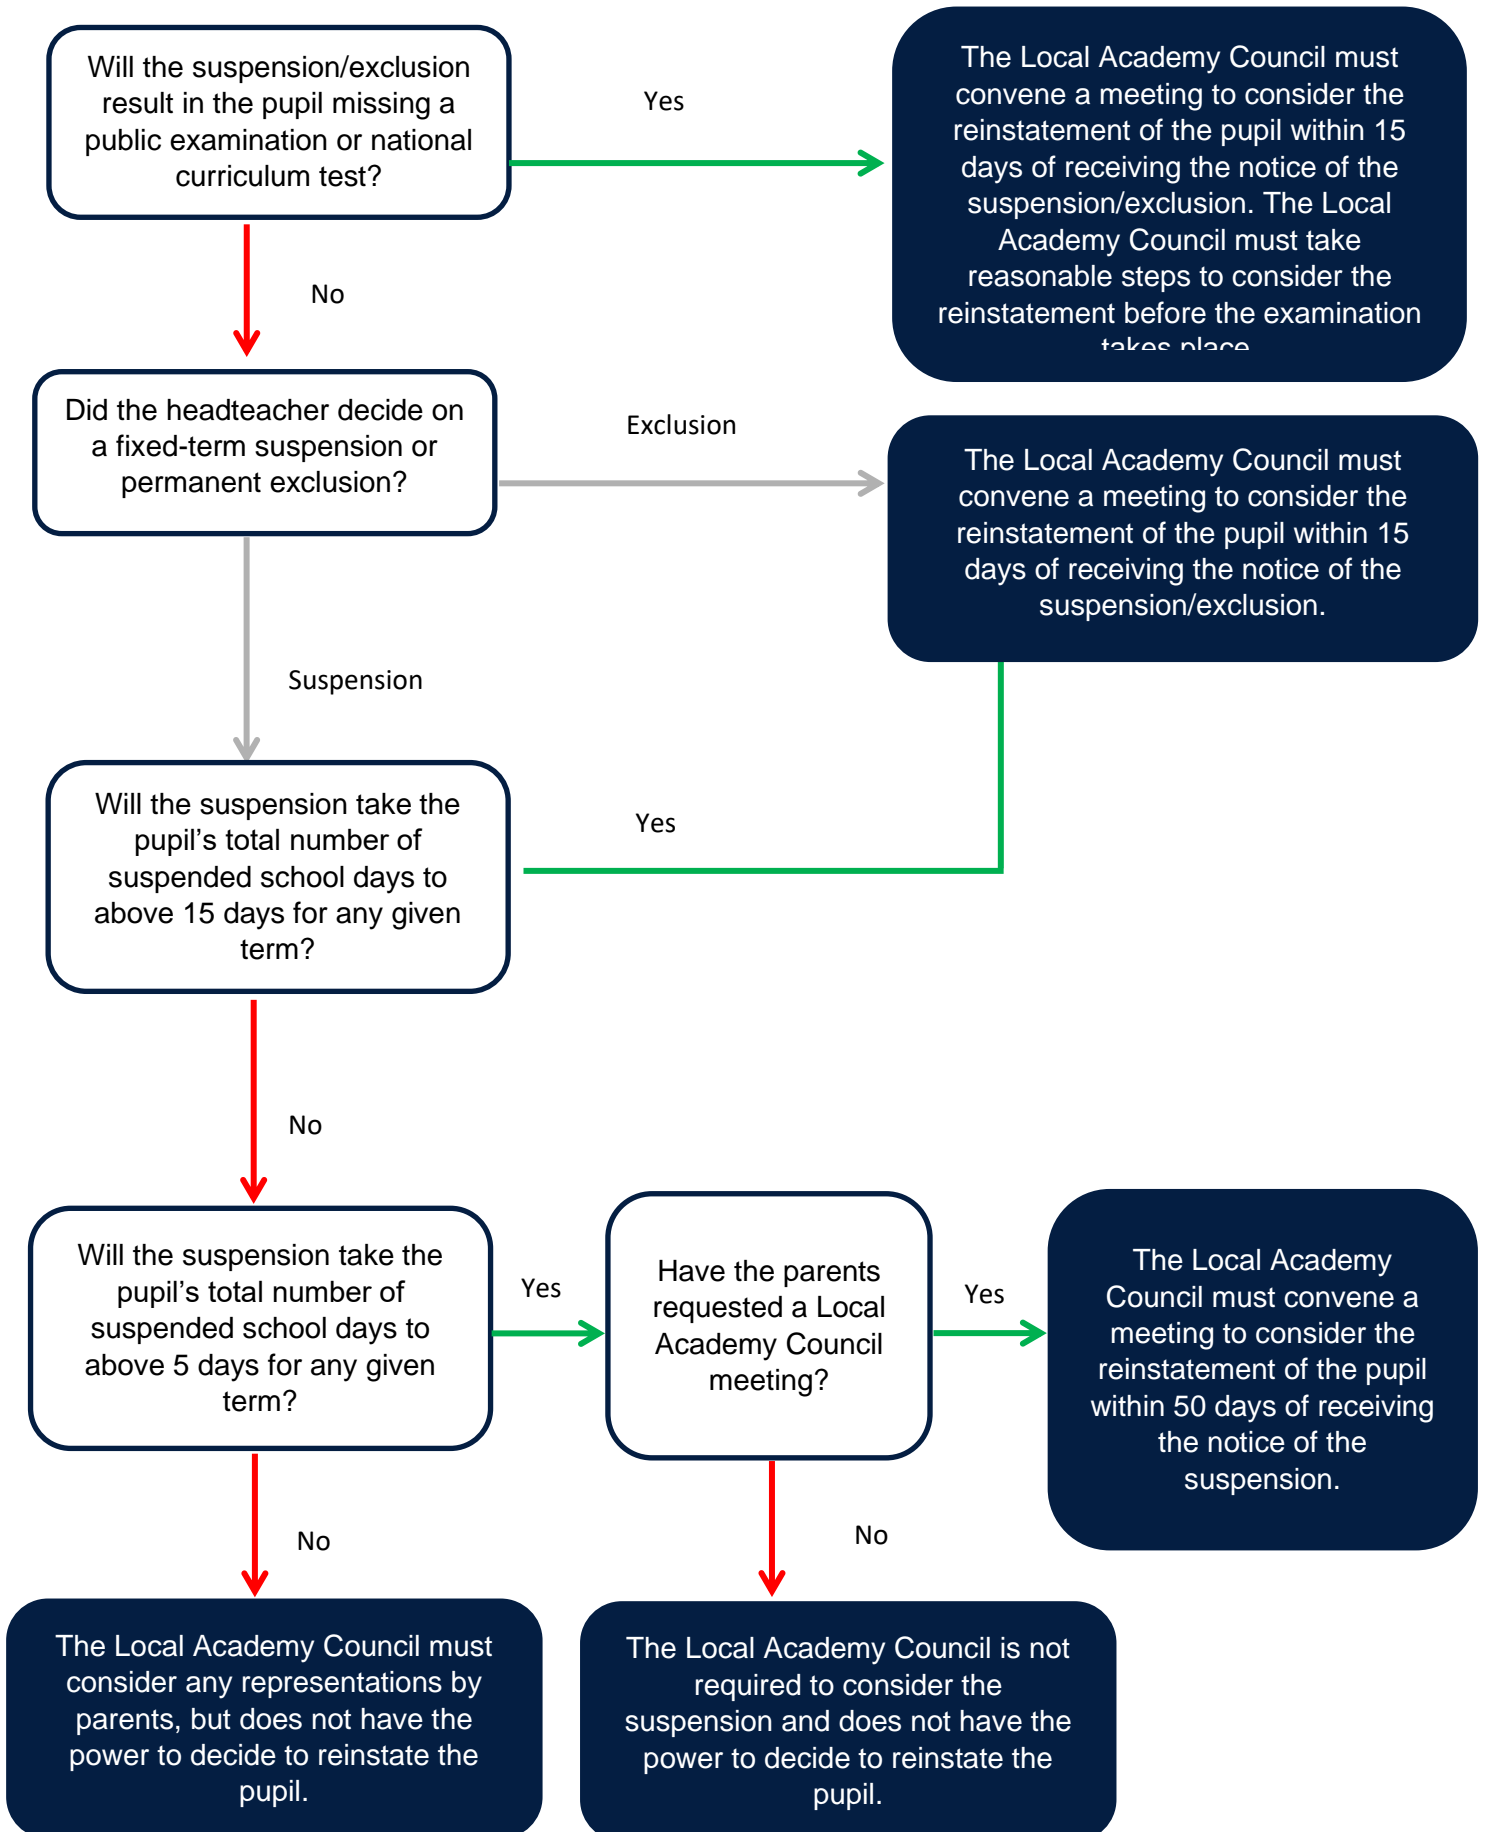 Will the suspension/exclusion
result in the pupil missing a
public examination or national
curriculum test?
Yes
The Local Academy Council must
convene a meeting to consider the
reinstatement of the pupil within 15
days of receiving the notice of the
suspension/exclusion. The Local
Academy Council must take
reasonable steps to consider the
reinstatement before the examination
takes place
No
Did the headteacher decide on
a fixed-term suspension or
permanent exclusion?
Exclusion
The Local Academy Council must
convene a meeting to consider the
reinstatement of the pupil within 15
days of receiving the notice of the
suspension/exclusion.
Suspension
Will the suspension take the
pupil’s total number of
suspended school days to
above 15 days for any given
term?
Yes
No
Will the suspension take the
pupil’s total number of
suspended school days to
above 5 days for any given
term?
Yes
Have the parents
requested a Local
Academy Council
meeting?
Yes
The Local Academy
Council must convene a
meeting to consider the
reinstatement of the pupil
within 50 days of receiving
the notice of the
suspension.
No
No
The Local Academy Council must
consider any representations by
parents, but does not have the
power to decide to reinstate the
pupil.
The Local Academy Council is not
required to consider the
suspension and does not have the
power to decide to reinstate the
pupil.